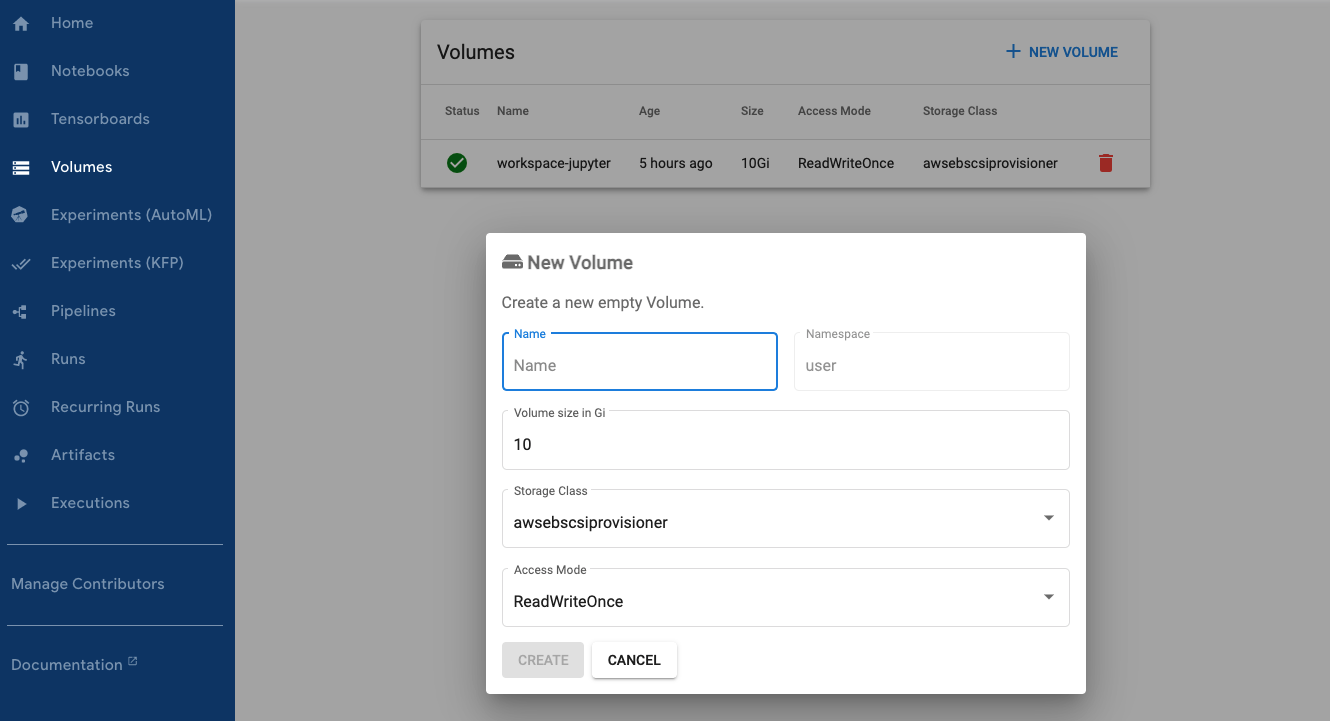 Home
Notebooks
Tensorboards
Volumes
Experiments (AutoML)
Experiments (KFP)
Pipelines
Runs
Recurring Runs
Artifacts
Executions
Manage Contributors
Documentation
Volumes
NEW VOLUME
Status Name Age Size Access Mode Storage Class
workspace-jupyter 5 hours ago 10Gi ReadWriteOnce awsebscsiprovisioner
New Volume
Create a new empty Volume.
Name Namespace
Name user
Volume size in Gi
10
Storage Class
awsebscsiprovisioner
Access Mode
ReadWriteOnce
CREATE CANCEL